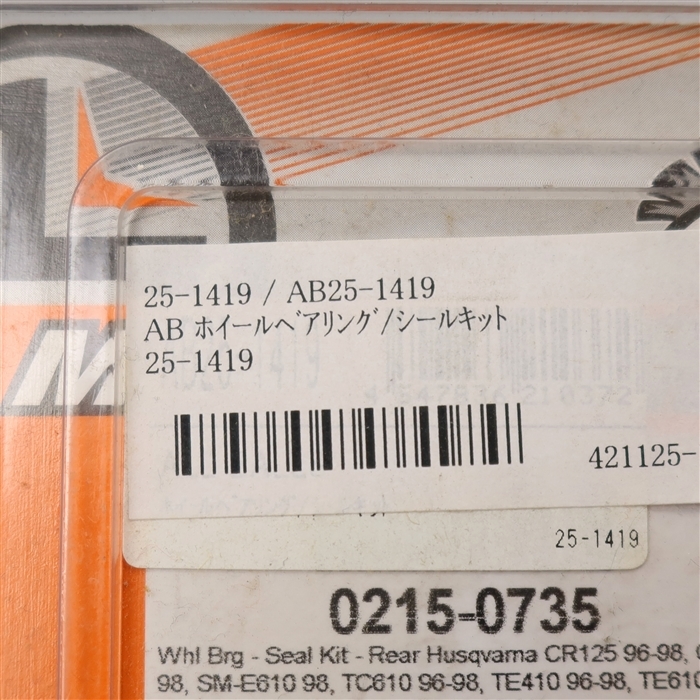 25-1419 / AB25-1419
AB ホイールベアリング/シールキット
25-1419
421125-
25-1419
0215-0735
Whl Brg - Seal Kit - Rear Husqvarna CR125 96-98,
98, SM-E610 98, TC610 96-98, TE410 96-98, TE610